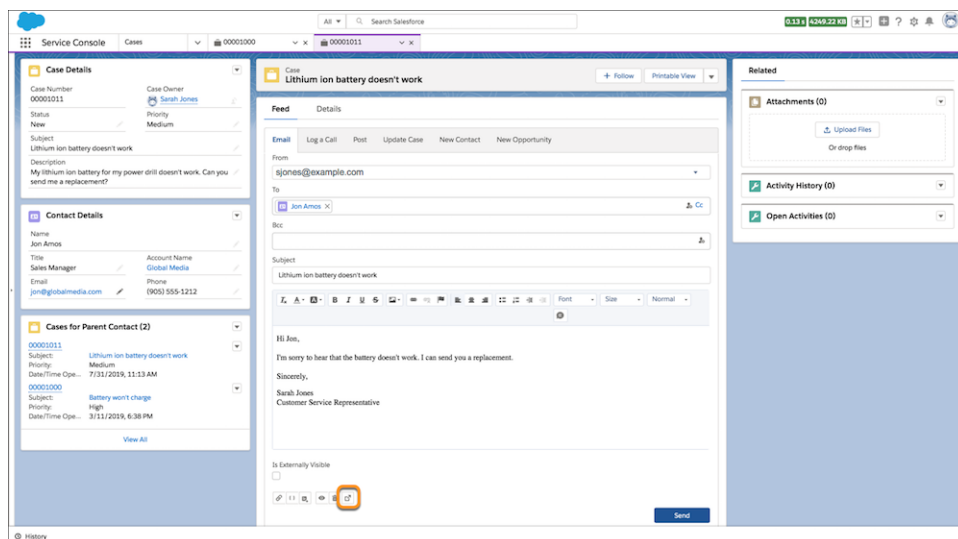 All
Search Salesforce
0.13 s
4249.22 KB
Service Console
Cases
00001000
00001011
Case Details
Case Number
00001011
Case Owner
Sarah Jones
Status
New
Priority
Medium
Subject
Lithium ion battery doesn't work
Description
My lithium ion battery for my power drill doesn't work. Can you
send me a replacement?
Contact Details
Name
Jon Amos
Title
Sales Manager
Account Name
Global Media
Email
jon@globalmedia.com
Phone
(905) 555-1212
Cases for Parent Contact (2)
00001011
Subject: Lithium ion battery doesn't work
Priority: Medium
Date/Time Ope... 7/31/2019, 11:13 AM
00001000
Subject: Battery won't charge
Priority: High
Date/Time Ope... 3/11/2019, 6:38 PM
View All
Case
Lithium ion battery doesn't work
+ Follow
Printable View
Feed
Details
Email
Log a Call
Post
Update Case
New Contact
New Opportunity
From
sjones@example.com
To
Jon Amos
Cc
Bcc
Subject
Lithium ion battery doesn't work
Font
Size
Normal
Hi Jon,
I'm sorry to hear that the battery doesn't work. I can send you a replacement.
Sincerely,
Sarah Jones
Customer Service Representative
Is Externally Visible
Send
Related
Attachments (0)
Upload Files
Or drop files
Activity History (0)
Open Activities (0)
History